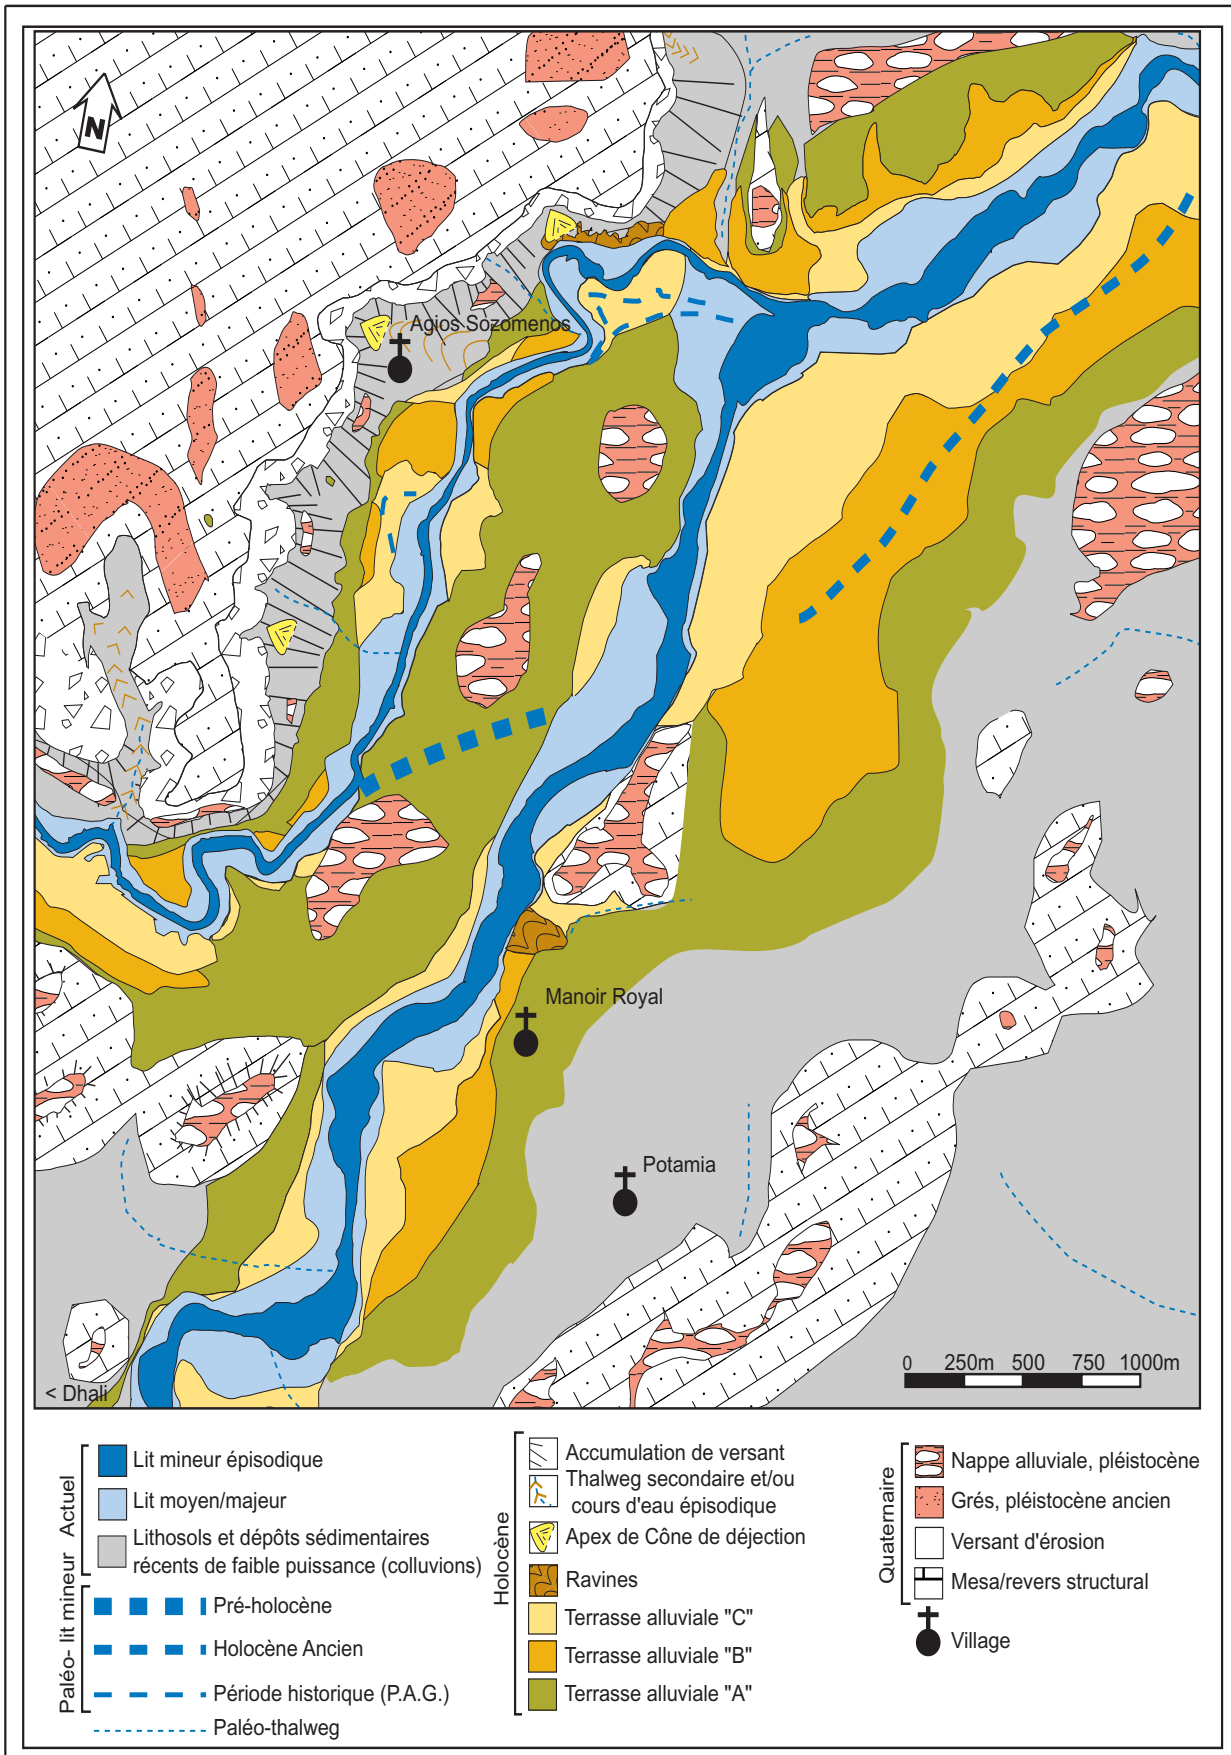 N
Agios Sozomenos
Manoir Royal
Potamia
< Dhali
0 250m 500 750 1000m
Actuel
Lit mineur épisodique
Lit moyen/majeur
Lithosols et dépôts sédimentaires
récents de faible puissance (colluvions)
Paléo- lit mineur
Pré-holocène
Holocène Ancien
Période historique (P.A.G.)
Paléo-thalweg
Holocène
Accumulation de versant
Thalweg secondaire et/ou
cours d'eau épisodique
Apex de Cône de déjection
Ravines
Terrasse alluviale "C"
Terrasse alluviale "B"
Terrasse alluviale "A"
Quaternaire
Nappe alluviale, pléistocène
Grés, pléistocène ancien
Versant d'érosion
Mesa/revers structural
Village